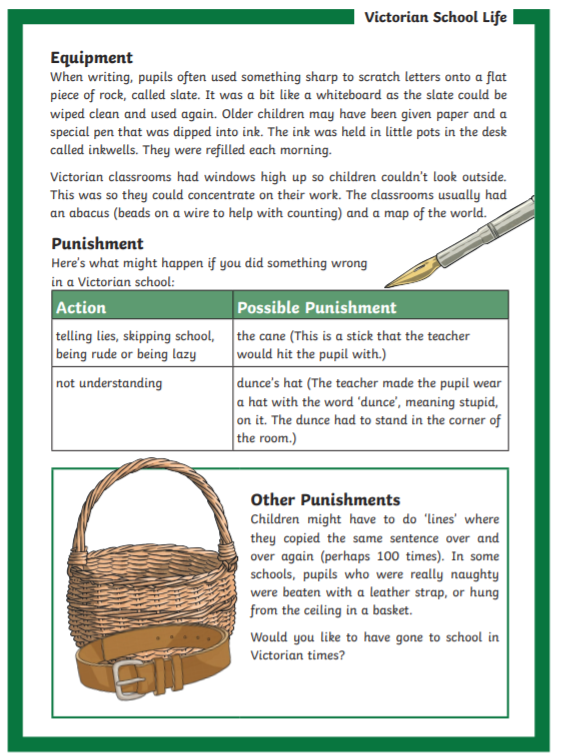 Victorian School Life
Equipment
When writing, pupils often used something sharp to scratch letters onto a flat
piece of rock, called slate. It was a bit like a whiteboard as the slate could be
wiped clean and used again. Older children may have been given paper and a
special pen that was dipped into ink. The ink was held in little pots in the desk
called inkwells. They were refilled each morning.
Victorian classrooms had windows high up so children couldn't look outside.
This was so they could concentrate on their work. The classrooms usually had
an abacus (beads on a wire to help with counting) and a map of the world.
Punishment
Here's what might happen if you did something wrong
in a Victorian school:
Action
Possible Punishment
telling lies, skipping school,
being rude or being lazy
the cane (This is a stick that the teacher
would hit the pupil with.)
not understanding
dunce's hat (The teacher made the pupil wear
a hat with the word 'dunce', meaning stupid,
on it. The dunce had to stand in the corner of
the room.)
Other Punishments
Children might have to do 'lines' where
they copied the same sentence over and
over again (perhaps 100 times). In some
schools, pupils who were really naughty
were beaten with a leather strap, or hung
from the ceiling in a basket.
Would you like to have gone to school in
Victorian times?